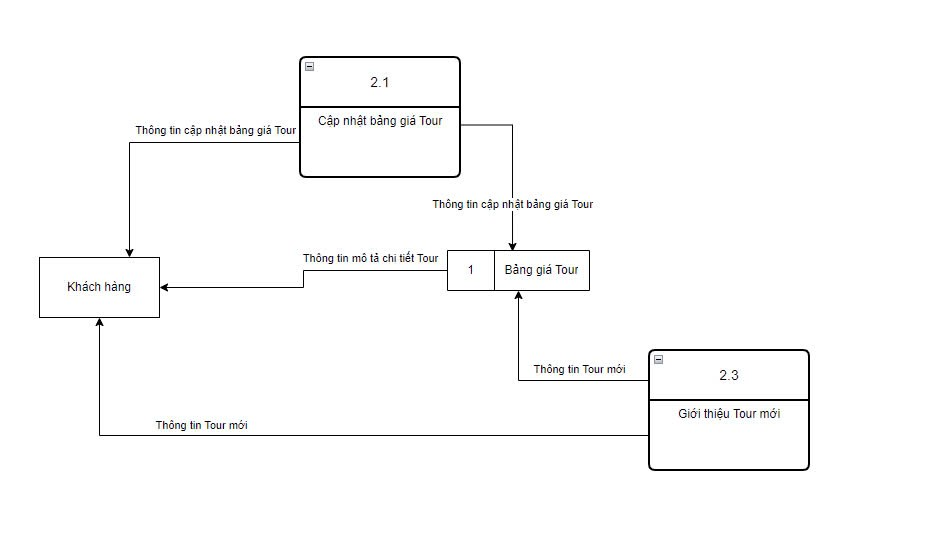 2.1
Cập nhật bảng giá Tour
Thông tin cập nhật bảng giá Tour
Thông tin cập nhật bảng giá Tour
Thông tin mô tả chi tiết Tour
1
Bảng giá Tour
Khách hàng
2.3
Thông tin Tour mới
Giới thiệu Tour mới
Thông tin Tour mới